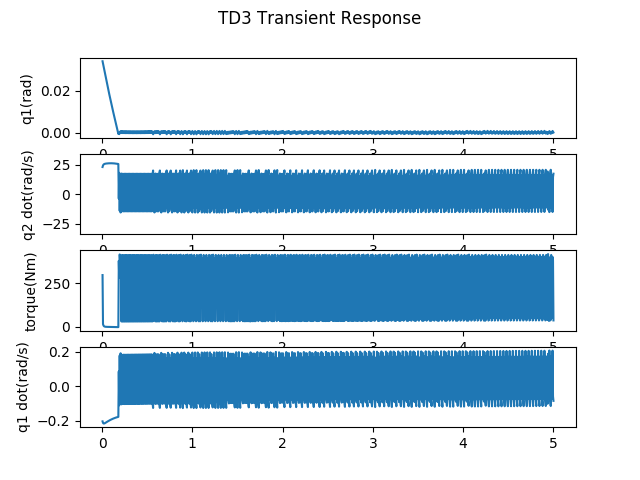 TD3 Transient Response
q1(rad)
0.02
0.00
0 1 2 3 4 5
q2 dot(rad/s)
25
0
−25
0 1 2 3 4 5
torque(Nm)
250
0
0 1 2 3 4 5
q1 dot(rad/s)
0.2
0.0
−0.2
0 1 2 3 4 5